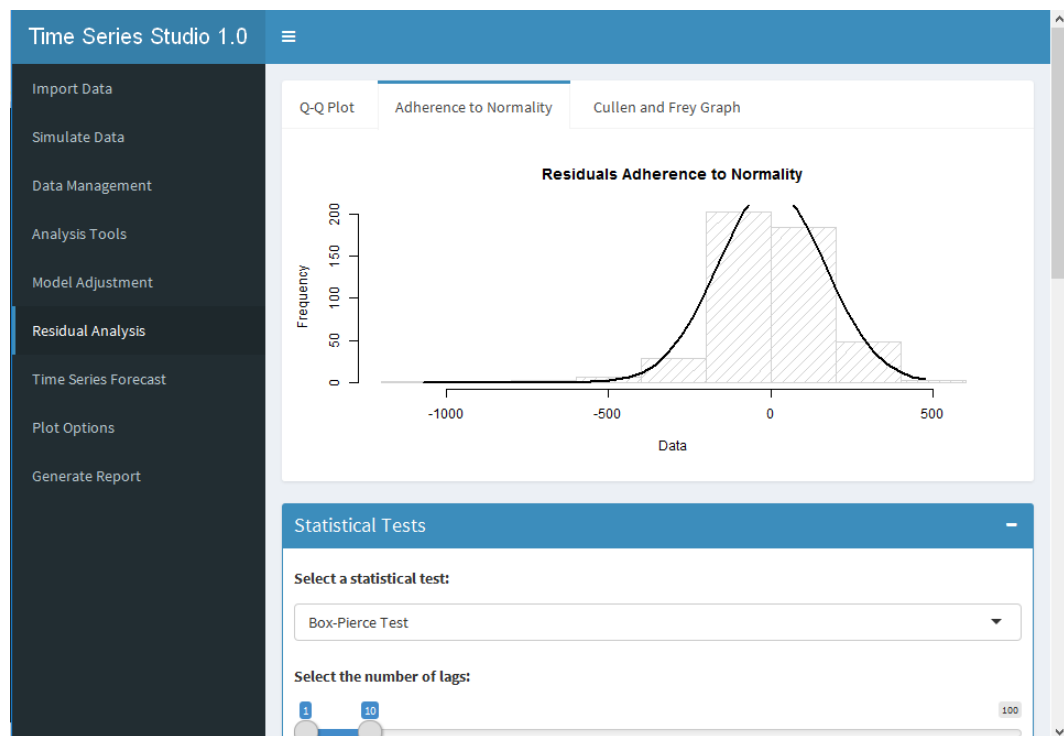 Time Series Studio 1.0
Import Data
Simulate Data
Data Management
Analysis Tools
Model Adjustment
Residual Analysis
Time Series Forecast
Plot Options
Generate Report
Q-Q Plot
Adherence to Normality
Cullen and Frey Graph
Residuals Adherence to Normality
Frequency
200
150
100
50
0
-1000
-500
0
500
Data
Statistical Tests
Select a statistical test:
Box-Pierce Test
Select the number of lags:
1
10
100